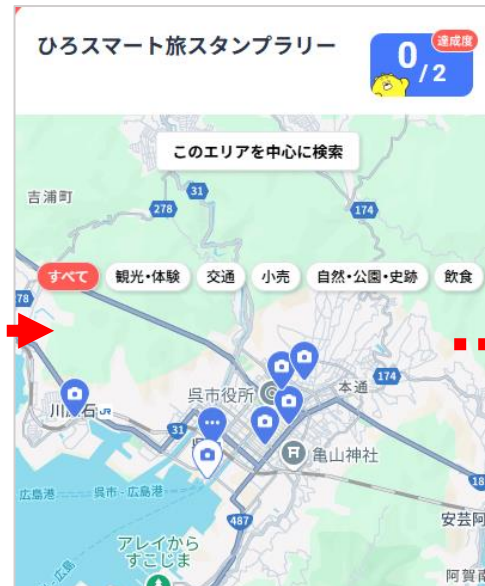 ひろスマート旅スタンプラリー
達成度
0/2
このエリアを中心に検索
吉浦町
31
278
174
すべて
観光・体験
交通
小売
自然・公園・史跡
飲食
78
174
呉市役所
本通
川原石
JR
31
亀山神社
広島港
呉市・広島港
487
安芸阿
アレイから
すこじま
阿賀南